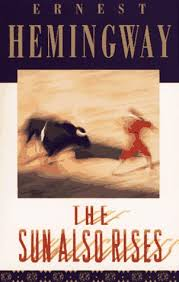 ERNEST
HEMINGWAY
THE
SUN ALSO RISES